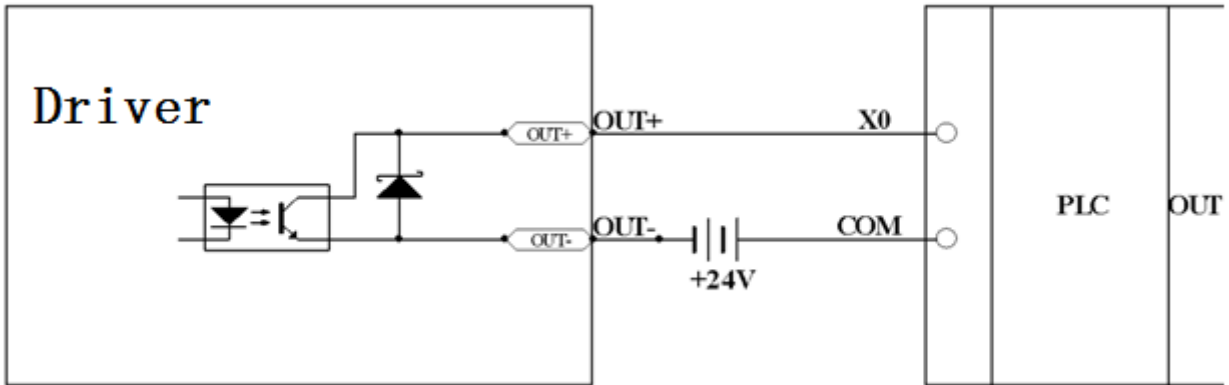 Driver
OUT+ OUT+ X0
PLC OUT
OUT- OUT- COM
+24V